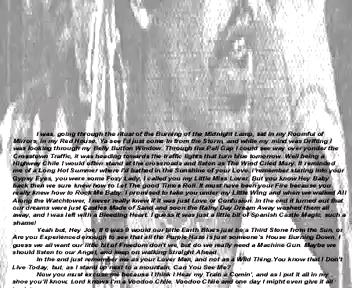 I was, going through the ritual of the Burning of the Midnight Lamp, sat in my Roomful of
Mirrors, in my Red House. Ya see I'd just come in from the Storm, and while my mind was Drifting I
was looking through my Belly Button Window. Through the Pali Gap I could see way over yonder the
Crosstown Traffic, it was heading towards the traffic lights that turn blue tomorrow. Well being a
Highway Chile I would often stand at the crossroads and listen as The Wind Cried Mary. It reminded
me of a Long Hot Summer where I'd bathed in the Sunshine of your Love. I remember staring into your
Gypsy Eyes, you were some Foxy Lady, I called you my Little Miss Lover. But you know Hey Baby
back then we sure knew how to Let The good Times Roll. It must have been your Fire because you
really knew how to Rock Me Baby. I promised to take you under my Little Wing and when we walked All
Along the Watchtower, I never really knew if it was just Love, or Confusion. In the end it turned out that
our dreams were just Castles Made of Sand, and soon the Rainy Day Dream Away washed them all
away, and I was left with a Bleeding Heart. I guess it was just a little bit of Spanish Castle Magic, such a
shame!
Yeah but, Hey Joe, If 6 was 9 would our little Earth Blues just be a Third Stone from the Sun, or
Are you Experienced enough to see that all the Purple Haze is just someone's House Burning Down, I
guess we all want our little bit of Freedom don't we, but do we really need a Machine Gun. Maybe we
should listen to our Angel, and keep on walking Straight Ahead.
In the end just remember me as your Lover Man, and not as a Wild Thing. You know that I Don't
Live Today, but, as I stand up next to a mountain, Can You See Me?
Now you must excuse me because I think I Hear my Train a Comin', and as I put it all in my
shoe you'll know, Lord knows I'm a Voodoo Chile, Voodoo Chile and one day I might even give it all